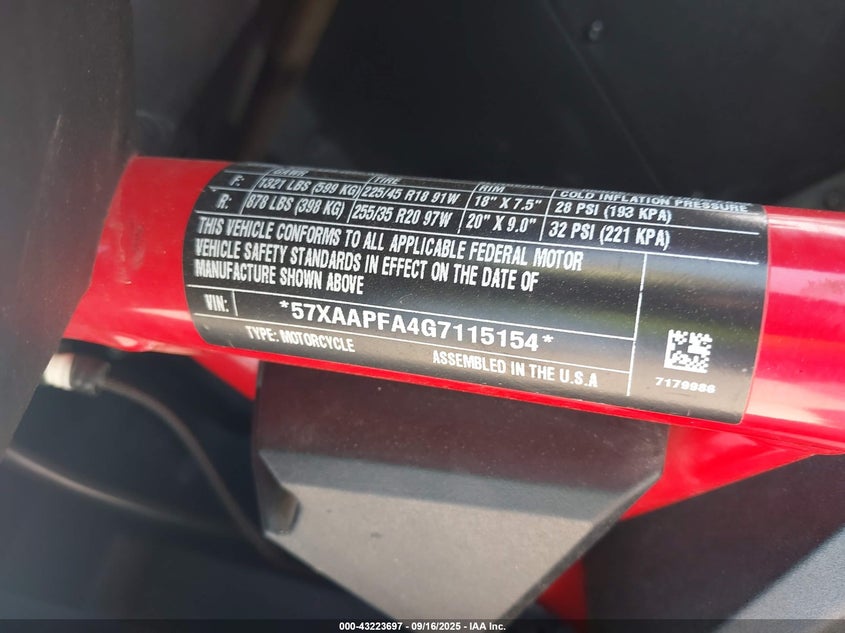 GAWR TIRE RIM COLD INFLATION PRESSURE
F: 1321 LBS (599 KG) 225/45 R18 91W 18" X 7.5" 28 PSI (193 KPA)
R: 878 LBS (398 KG) 255/35 R20 97W 20" X 9.0" 32 PSI (221 KPA)
THIS VEHICLE CONFORMS TO ALL APPLICABLE FEDERAL MOTOR
VEHICLE SAFETY STANDARDS IN EFFECT ON THE DATE OF
MANUFACTURE SHOWN ABOVE
VIN: *57XAAPFA4G7115154*
TYPE: MOTORCYCLE ASSEMBLED IN THE U.S.A
7179986
000-43223697 - 09/16/2025 - IAA Inc.